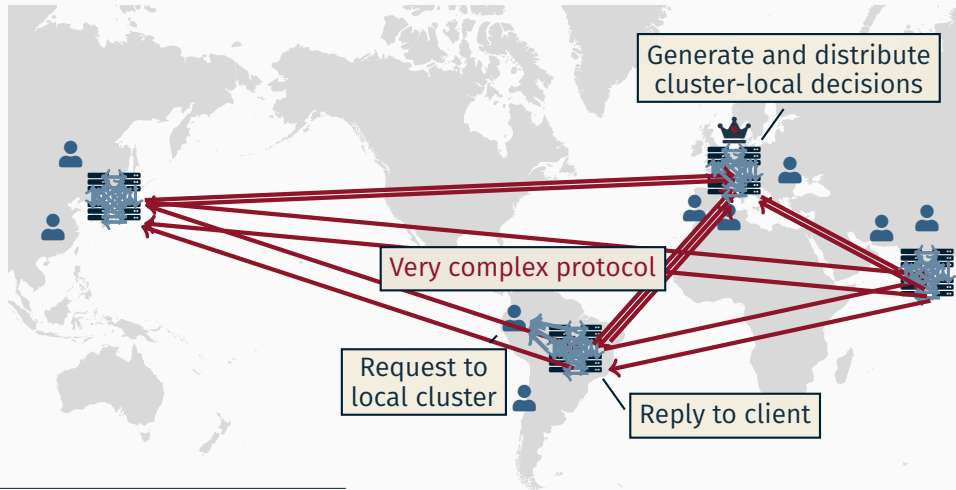 Generate and distribute
cluster-local decisions
Very complex protocol
Request to
local cluster
Reply to client